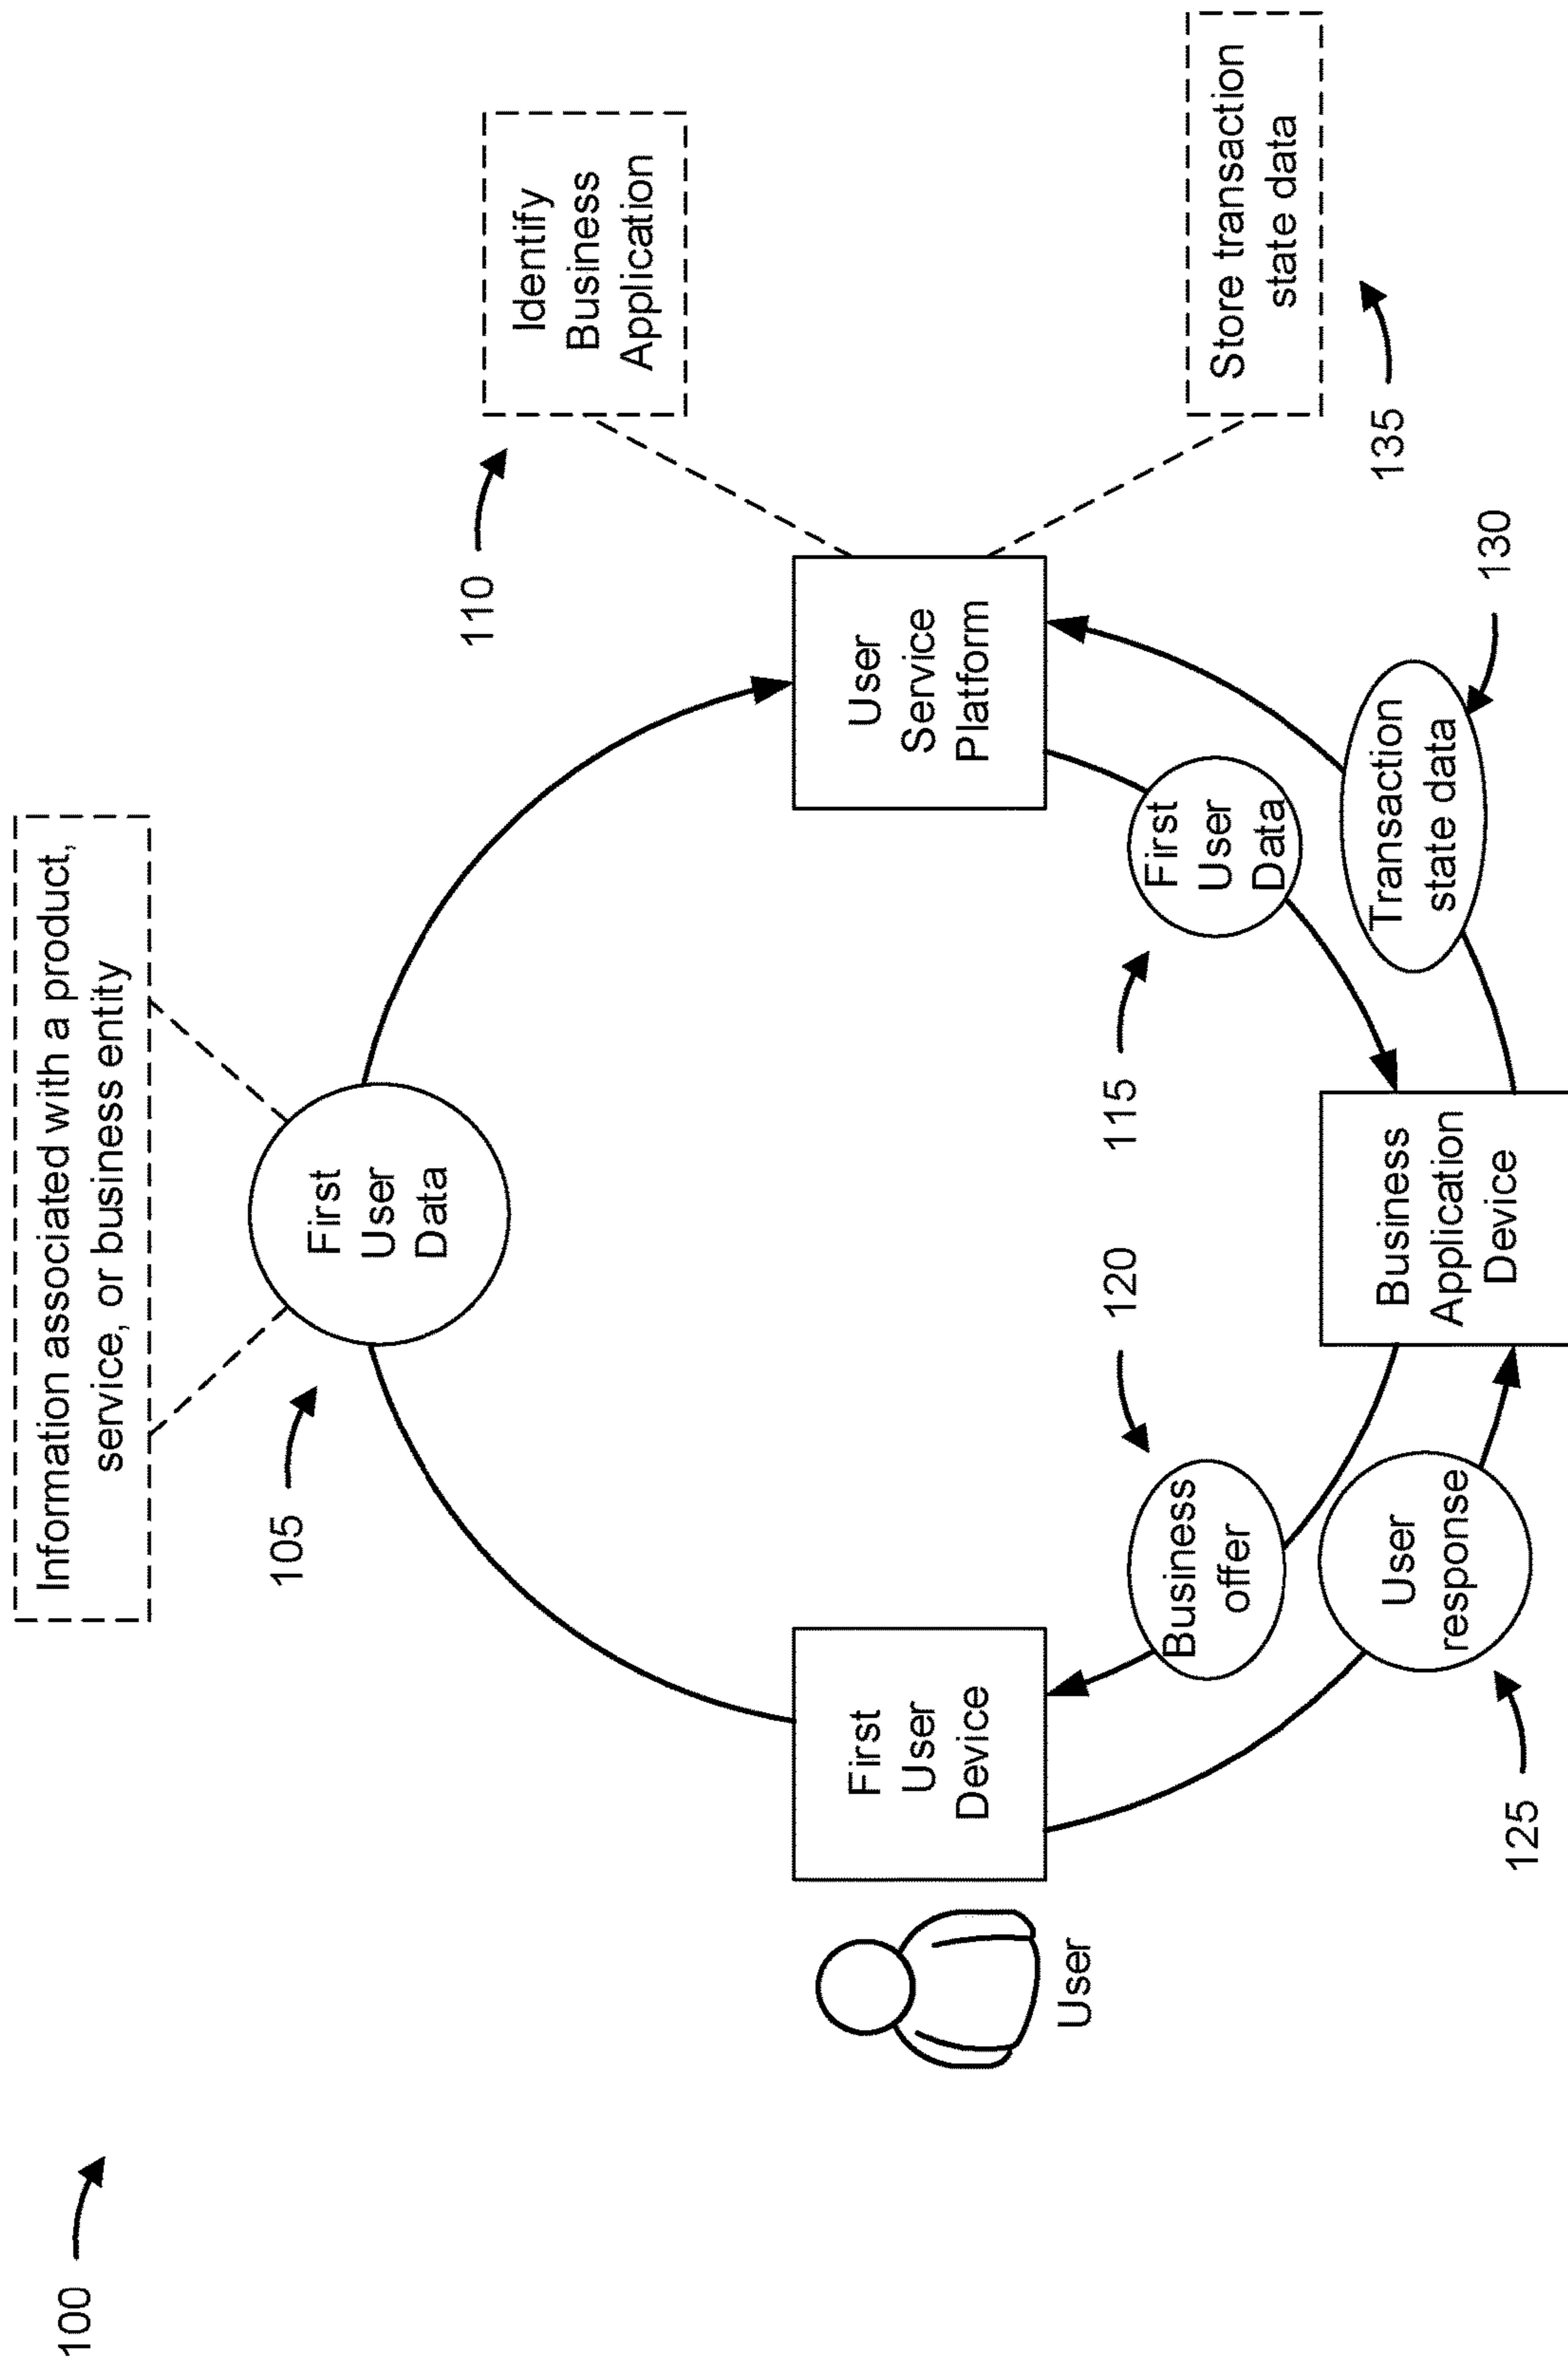 100
Information associated with a product,
service, or business entity
105
First
User
Data
110
Identify
Business
Application
User
First
User
Device
User
Service
Platform
120
115
Business
offer
First
User
Data
Store transaction
state data
135
125
User
response
Business
Application
Device
Transaction
state data
130